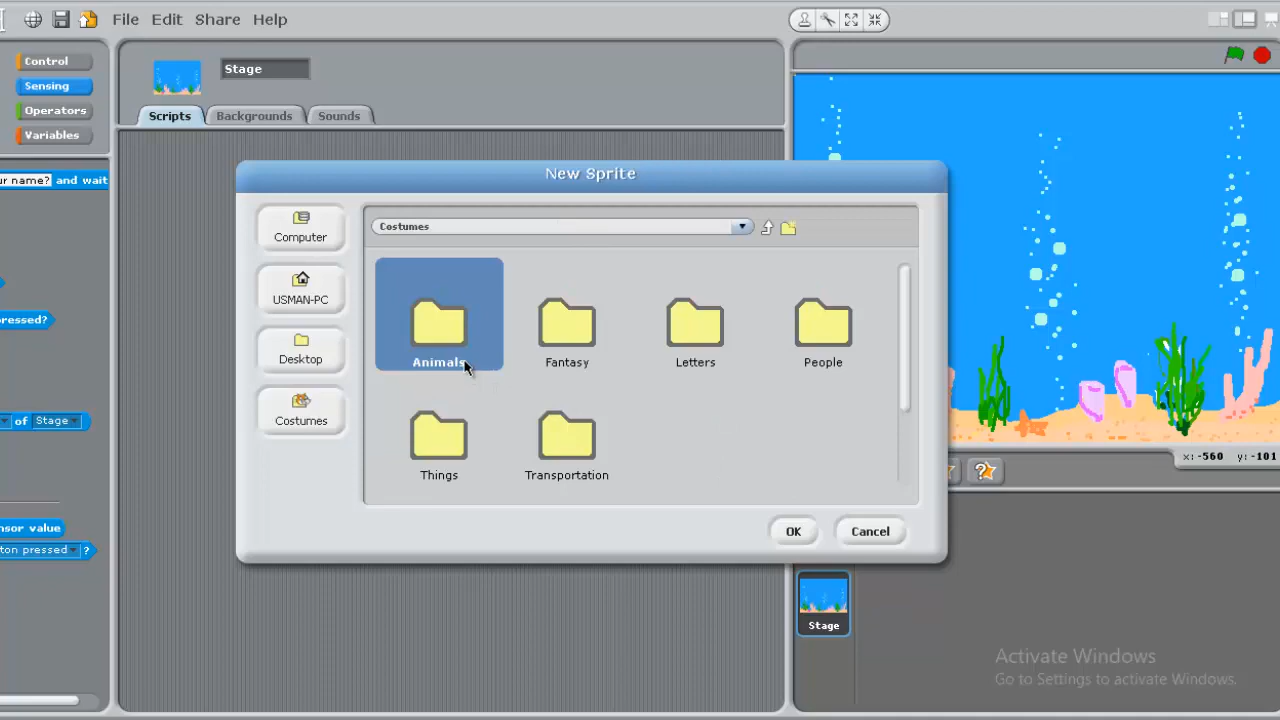 File Edit Share Help
Control
Sensing
Operators
Variables
Stage
Scripts Backgrounds Sounds
ur name? and wait
ressed?
of Stage
nsor value
ton pressed ?
New Sprite
Computer
USMAN-PC
Desktop
Costumes
Costumes
Animals
Fantasy
Letters
People
Things
Transportation
OK
Cancel
x: -560 y: -101
?
Stage
Activate Windows
Go to Settings to activate Windows.